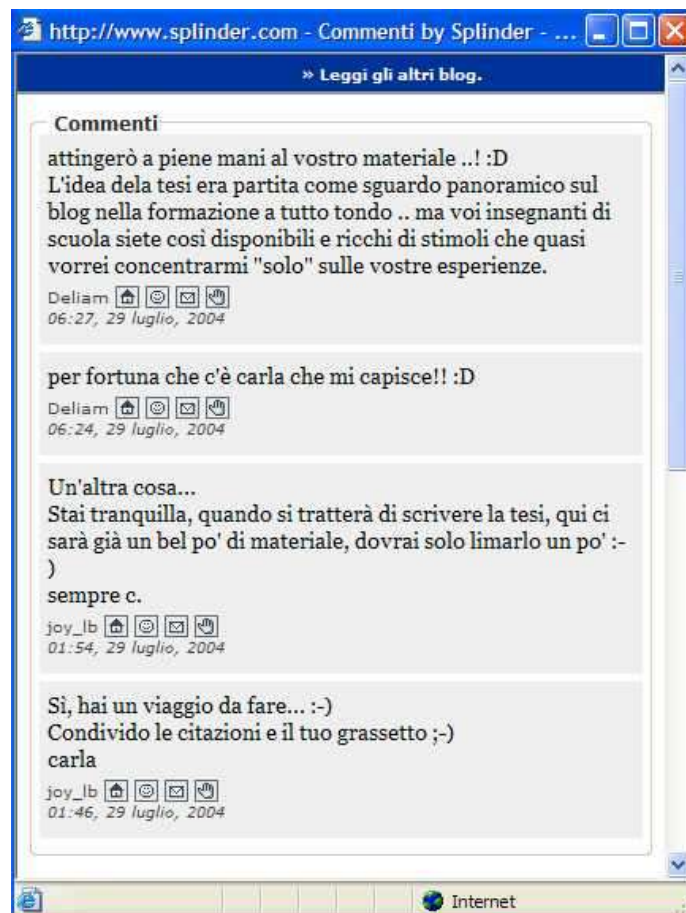 http://www.splinder.com - Commenti by Splinder - ...
» Leggi gli altri blog.
Commenti
attingerò a piene mani al vostro materiale ..! :D
L'idea dela tesi era partita come sguardo panoramico sul
blog nella formazione a tutto tondo .. ma voi insegnanti di
scuola siete così disponibili e ricchi di stimoli che quasi
vorrei concentrarmi "solo" sulle vostre esperienze.
Deliam
06:27, 29 luglio, 2004
per fortuna che c'è carla che mi capisce!! :D
Deliam
06:24, 29 luglio, 2004
Un'altra cosa...
Stai tranquilla, quando si tratterà di scrivere la tesi, qui ci
sarà già un bel po' di materiale, dovrai solo limarlo un po' :-
)
sempre c.
joy_lb
01:54, 29 luglio, 2004
Sì, hai un viaggio da fare... :-)
Condivido le citazioni e il tuo grassetto ;-)
carla
joy_lb
01:46, 29 luglio, 2004
Internet